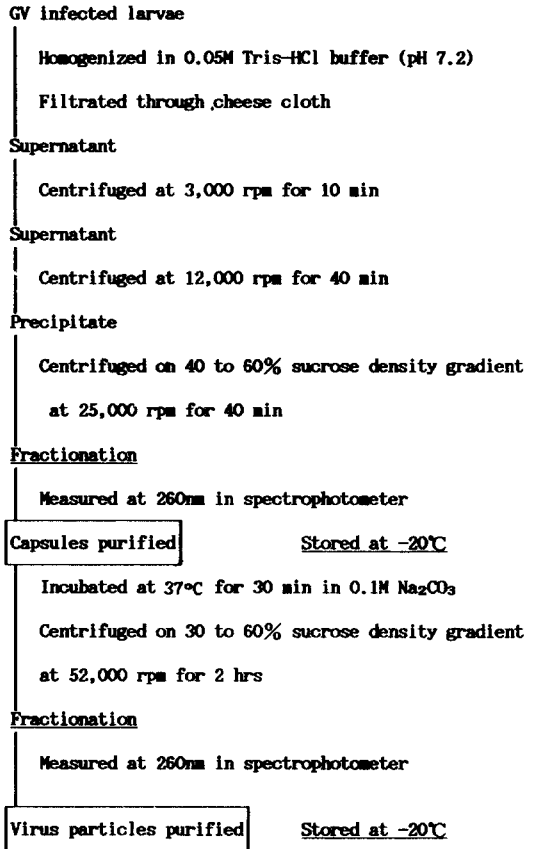 GV infected larvae
Homogenized in 0.05M Tris-HCl buffer (pH 7.2)
Filtrated through cheese cloth
Supernatant
Centrifuged at 3,000 rpm for 10 min
Supernatant
Centrifuged at 12,000 rpm for 40 min
Precipitate
Centrifuged on 40 to 60% sucrose density gradient
at 25,000 rpm for 40 min
Fractionation
Measured at 260nm in spectrophotometer
Capsules purified Stored at -20℃
Incubated at 37°C for 30 min in 0.1M Na₂CO₃
Centrifuged on 30 to 60% sucrose density gradient
at 52,000 rpm for 2 hrs
Fractionation
Measured at 260nm in spectrophotometer
Virus particles purified Stored at -20℃